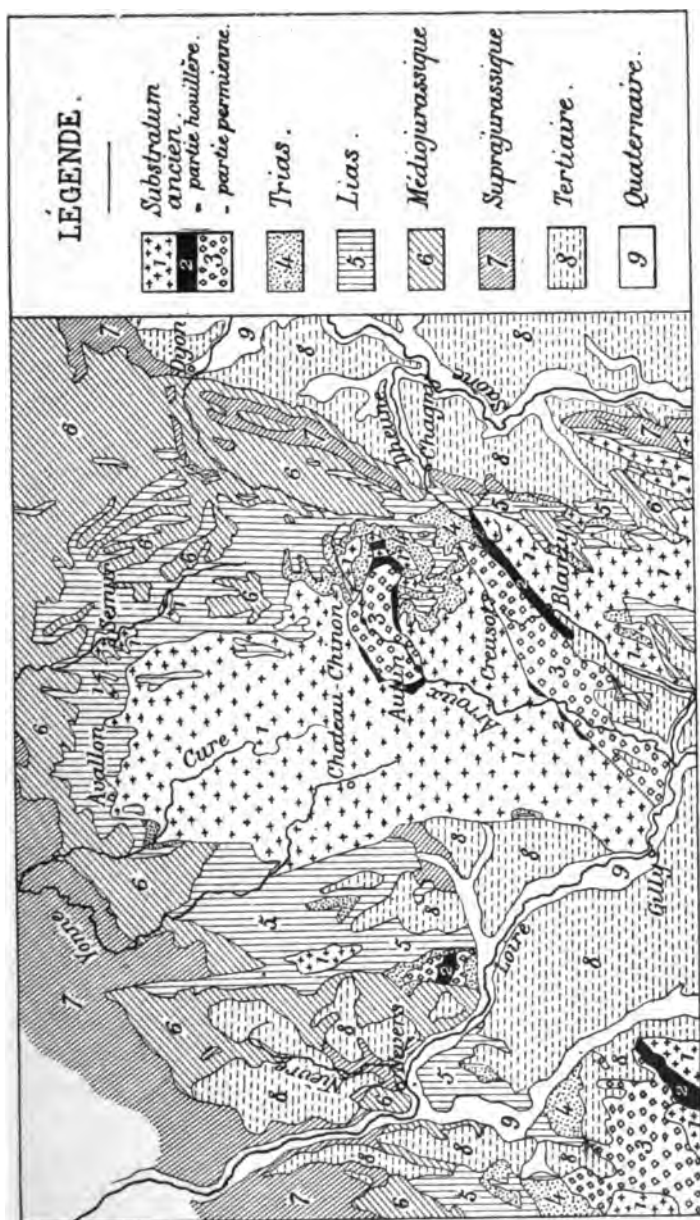 LÉGENDE.
1 Substratum
ancien
2 - partie houillère.
3 - partie permienne.
4 Trias.
5 Lias.
6 Médiojurassique
7 Suprajurassique
8 Tertiaire.
9 Quaternaire.
Yonne
Avallon
Semur
Dijon
Cure
Nièvre
Nevers
Chateau-Chinon
Autun
Arroux
Creusot
Blanzy
Dheune
Chagny
Saône
Loire
Gilly